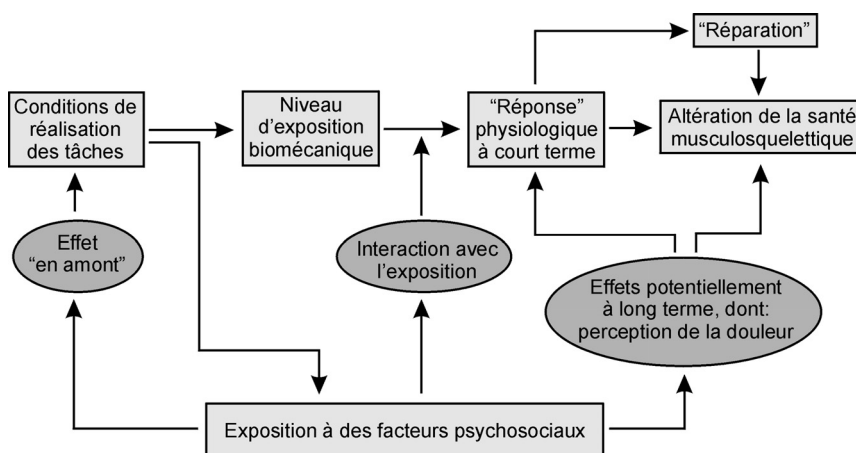 “Réparation”
Conditions de
réalisation
des tâches
Niveau
d’exposition
biomécanique
“Réponse”
physiologique
à court terme
Altération de la santé
musculosquelettique
Effet
“en amont”
Interaction avec
l’exposition
Effets potentiellement
à long terme, dont:
perception de la douleur
Exposition à des facteurs psychosociaux